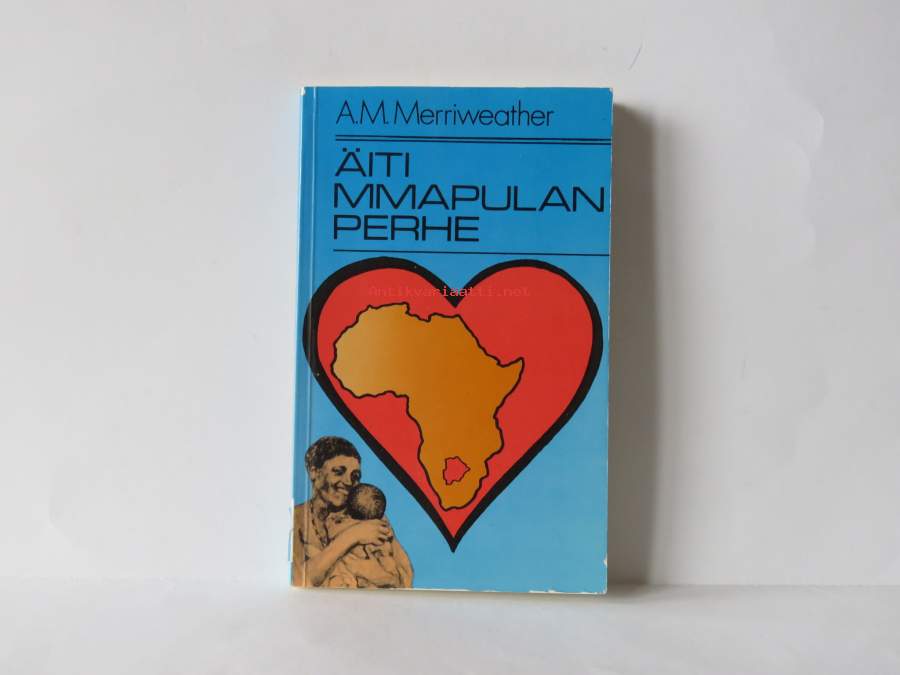 A.M. Merriweather
ÄITI
MMAPULAN
PERHE
Antikvariaatti.net